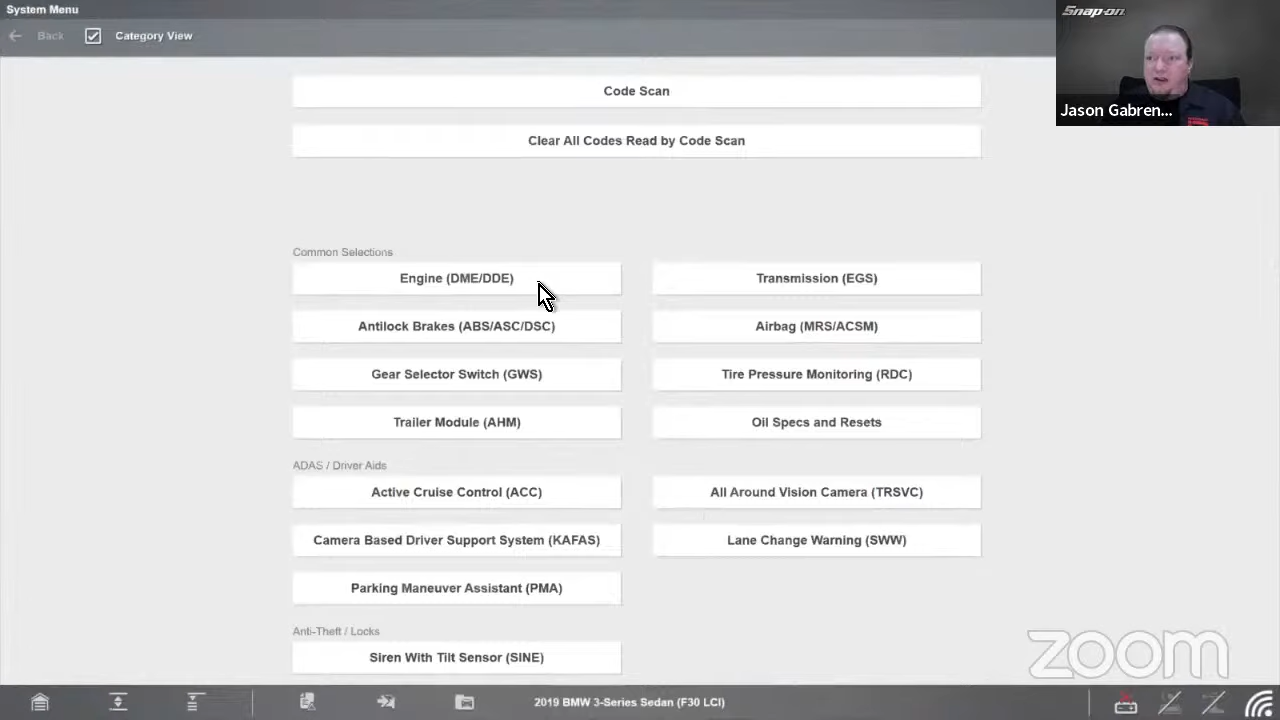 System Menu
Back
Category View
Snap-on
Jason Gabren...
Code Scan
Clear All Codes Read by Code Scan
Common Selections
Engine (DME/DDE)
Transmission (EGS)
Antilock Brakes (ABS/ASC/DSC)
Airbag (MRS/ACSM)
Gear Selector Switch (GWS)
Tire Pressure Monitoring (RDC)
Trailer Module (AHM)
Oil Specs and Resets
ADAS / Driver Aids
Active Cruise Control (ACC)
All Around Vision Camera (TRSVC)
Camera Based Driver Support System (KAFAS)
Lane Change Warning (SWW)
Parking Maneuver Assistant (PMA)
Anti-Theft / Locks
Siren With Tilt Sensor (SINE)
zoom
2019 BMW 3-Series Sedan (F30 LCI)